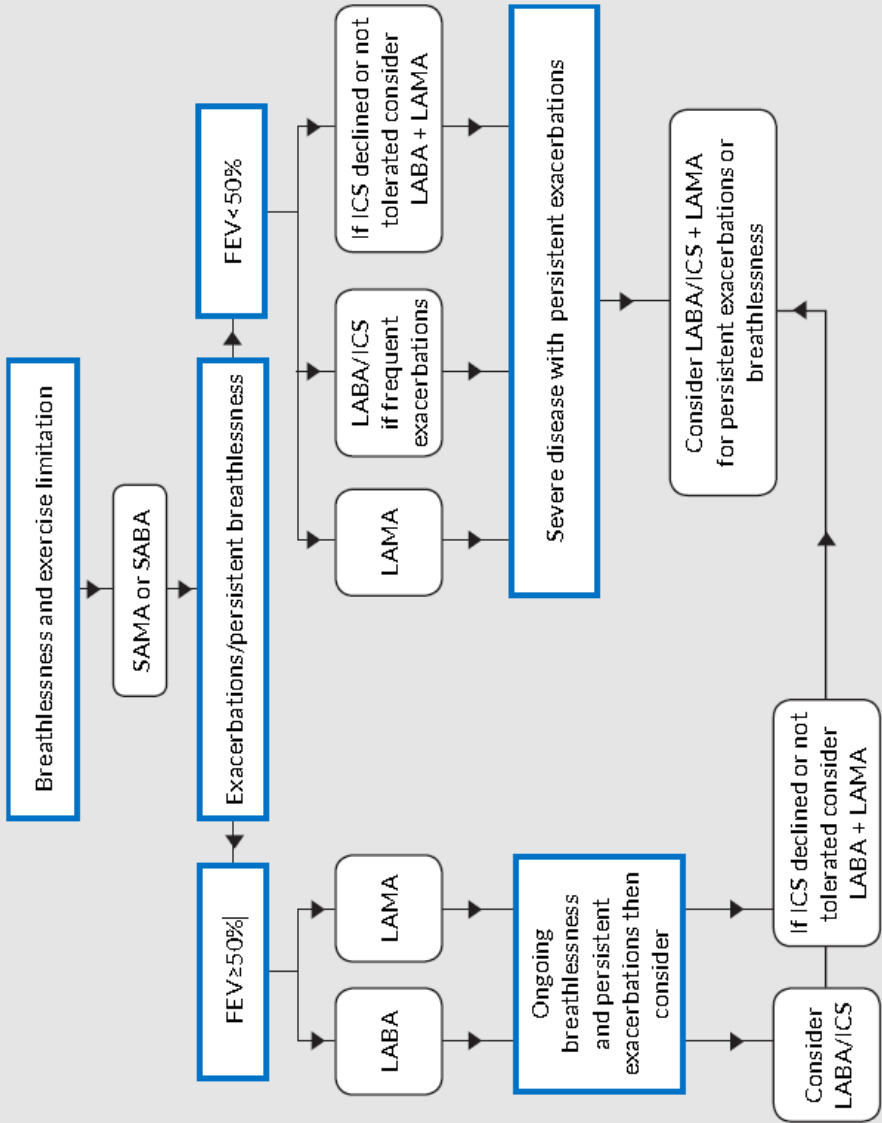 Breathlessness and exercise limitation
SAMA or SABA
Exacerbations/persistent breathlessness
FEV≥50%|
FEV<50%
LABA
LAMA
LAMA
LABA/ICS
if frequent
exacerbations
If ICS declined or not
tolerated consider
LABA + LAMA
Ongoing
breathlessness
and persistent
exacerbations then
consider
Severe disease with persistent exacerbations
Consider
LABA/ICS
If ICS declined or not
tolerated consider
LABA + LAMA
Consider LABA/ICS + LAMA
for persistent exacerbations or
breathlessness